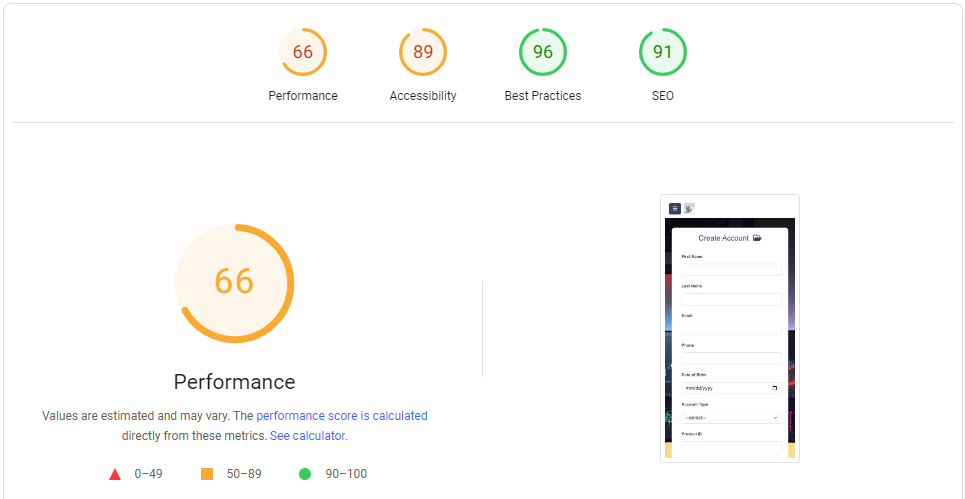 66 89 96 91
Performance Accessibility Best Practices SEO
66
Performance
Values are estimated and may vary. The performance score is calculated
directly from these metrics. See calculator.
0–49 50–89 90–100
Create Account
First Name
Last Name
Email
Phone
Date of Birth
mm/dd/yyyy
Account Type
--select--
Product ID